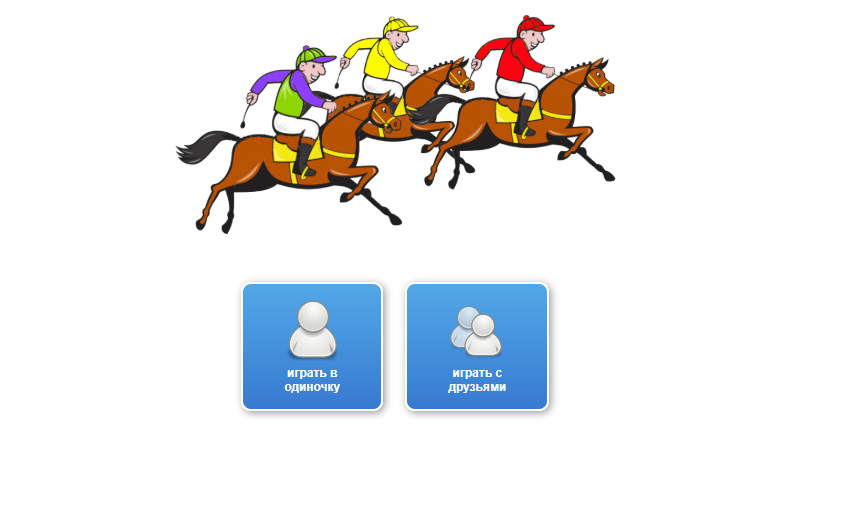 играть в
одиночку
играть с
друзьями